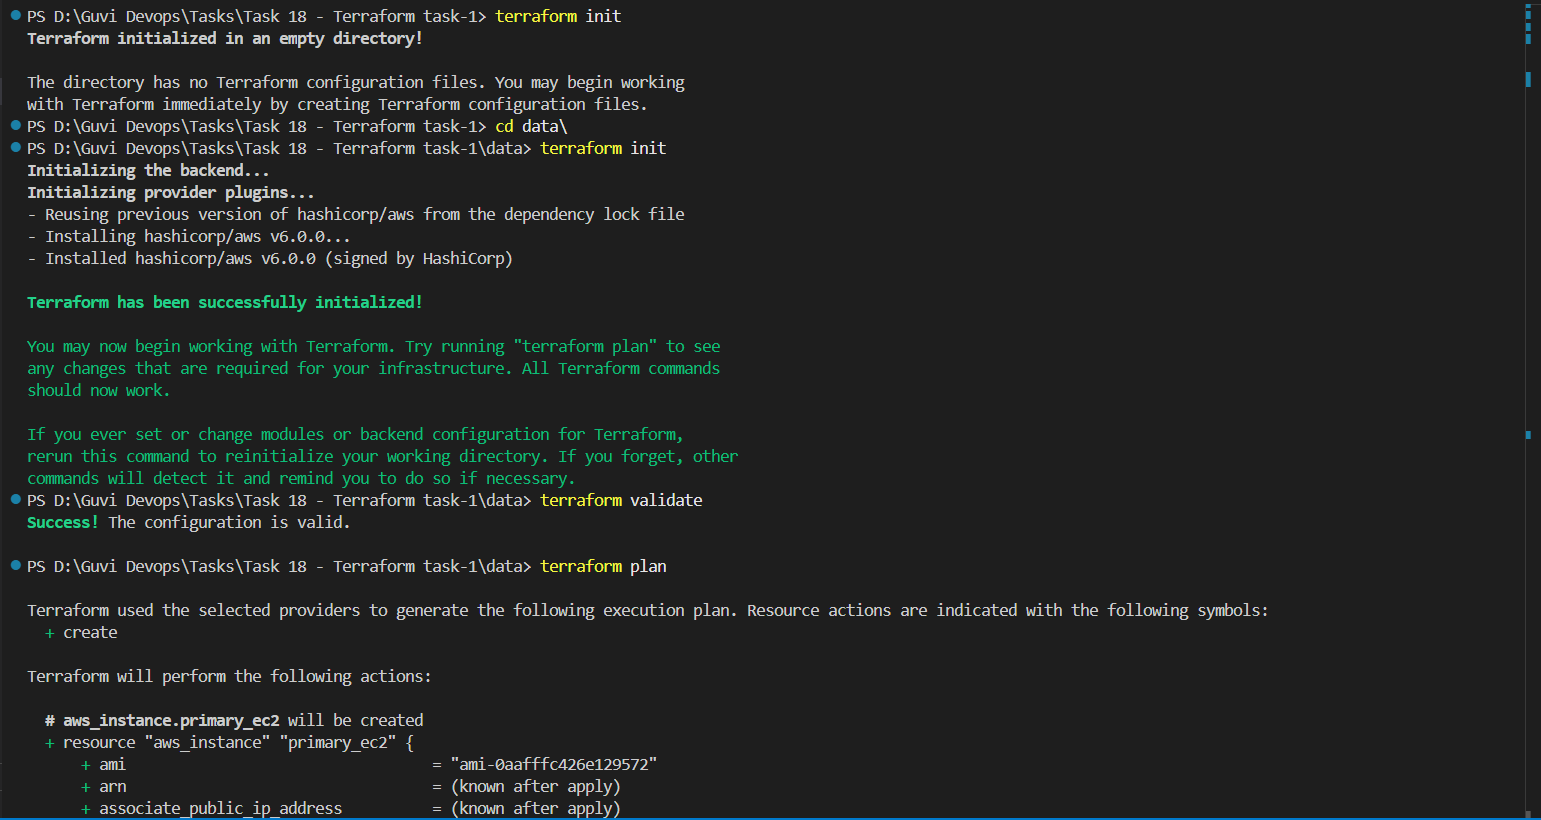 PS D:\Guvi Devops\Tasks\Task 18 - Terraform task-1> terraform init
Terraform initialized in an empty directory!
The directory has no Terraform configuration files. You may begin working
with Terraform immediately by creating Terraform configuration files.
PS D:\Guvi Devops\Tasks\Task 18 - Terraform task-1> cd data\
PS D:\Guvi Devops\Tasks\Task 18 - Terraform task-1\data> terraform init
Initializing the backend...
Initializing provider plugins...
- Reusing previous version of hashicorp/aws from the dependency lock file
- Installing hashicorp/aws v6.0.0...
- Installed hashicorp/aws v6.0.0 (signed by HashiCorp)
Terraform has been successfully initialized!
You may now begin working with Terraform. Try running "terraform plan" to see
any changes that are required for your infrastructure. All Terraform commands
should now work.
If you ever set or change modules or backend configuration for Terraform,
rerun this command to reinitialize your working directory. If you forget, other
commands will detect it and remind you to do so if necessary.
PS D:\Guvi Devops\Tasks\Task 18 - Terraform task-1\data> terraform validate
Success! The configuration is valid.
PS D:\Guvi Devops\Tasks\Task 18 - Terraform task-1\data> terraform plan
Terraform used the selected providers to generate the following execution plan. Resource actions are indicated with the following symbols:
+ create
Terraform will perform the following actions:
# aws_instance.primary_ec2 will be created
+ resource "aws_instance" "primary_ec2" {
+ ami = "ami-0aafffc426e129572"
+ arn = (known after apply)
+ associate_public_ip_address = (known after apply)